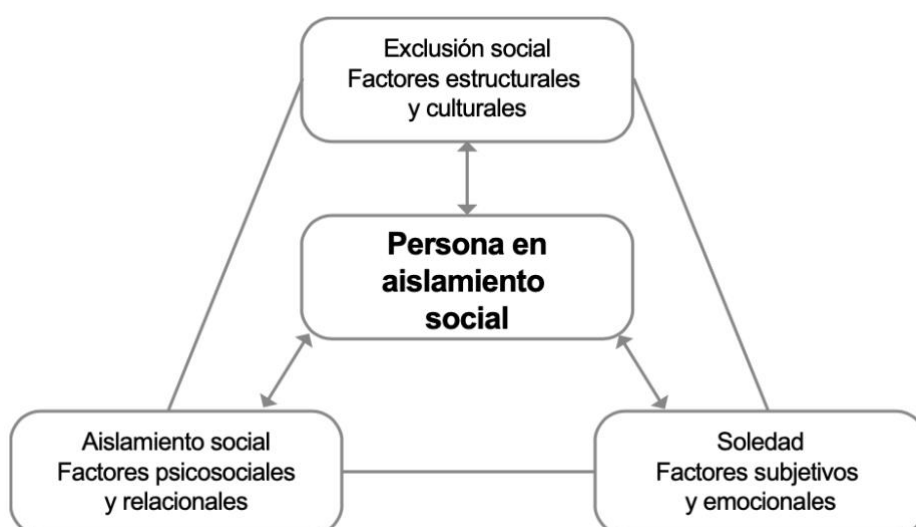 Exclusión social
Factores estructurales
y culturales
Persona en
aislamiento
social
Aislamiento social
Factores psicosociales
y relacionales
Soledad
Factores subjetivos
y emocionales